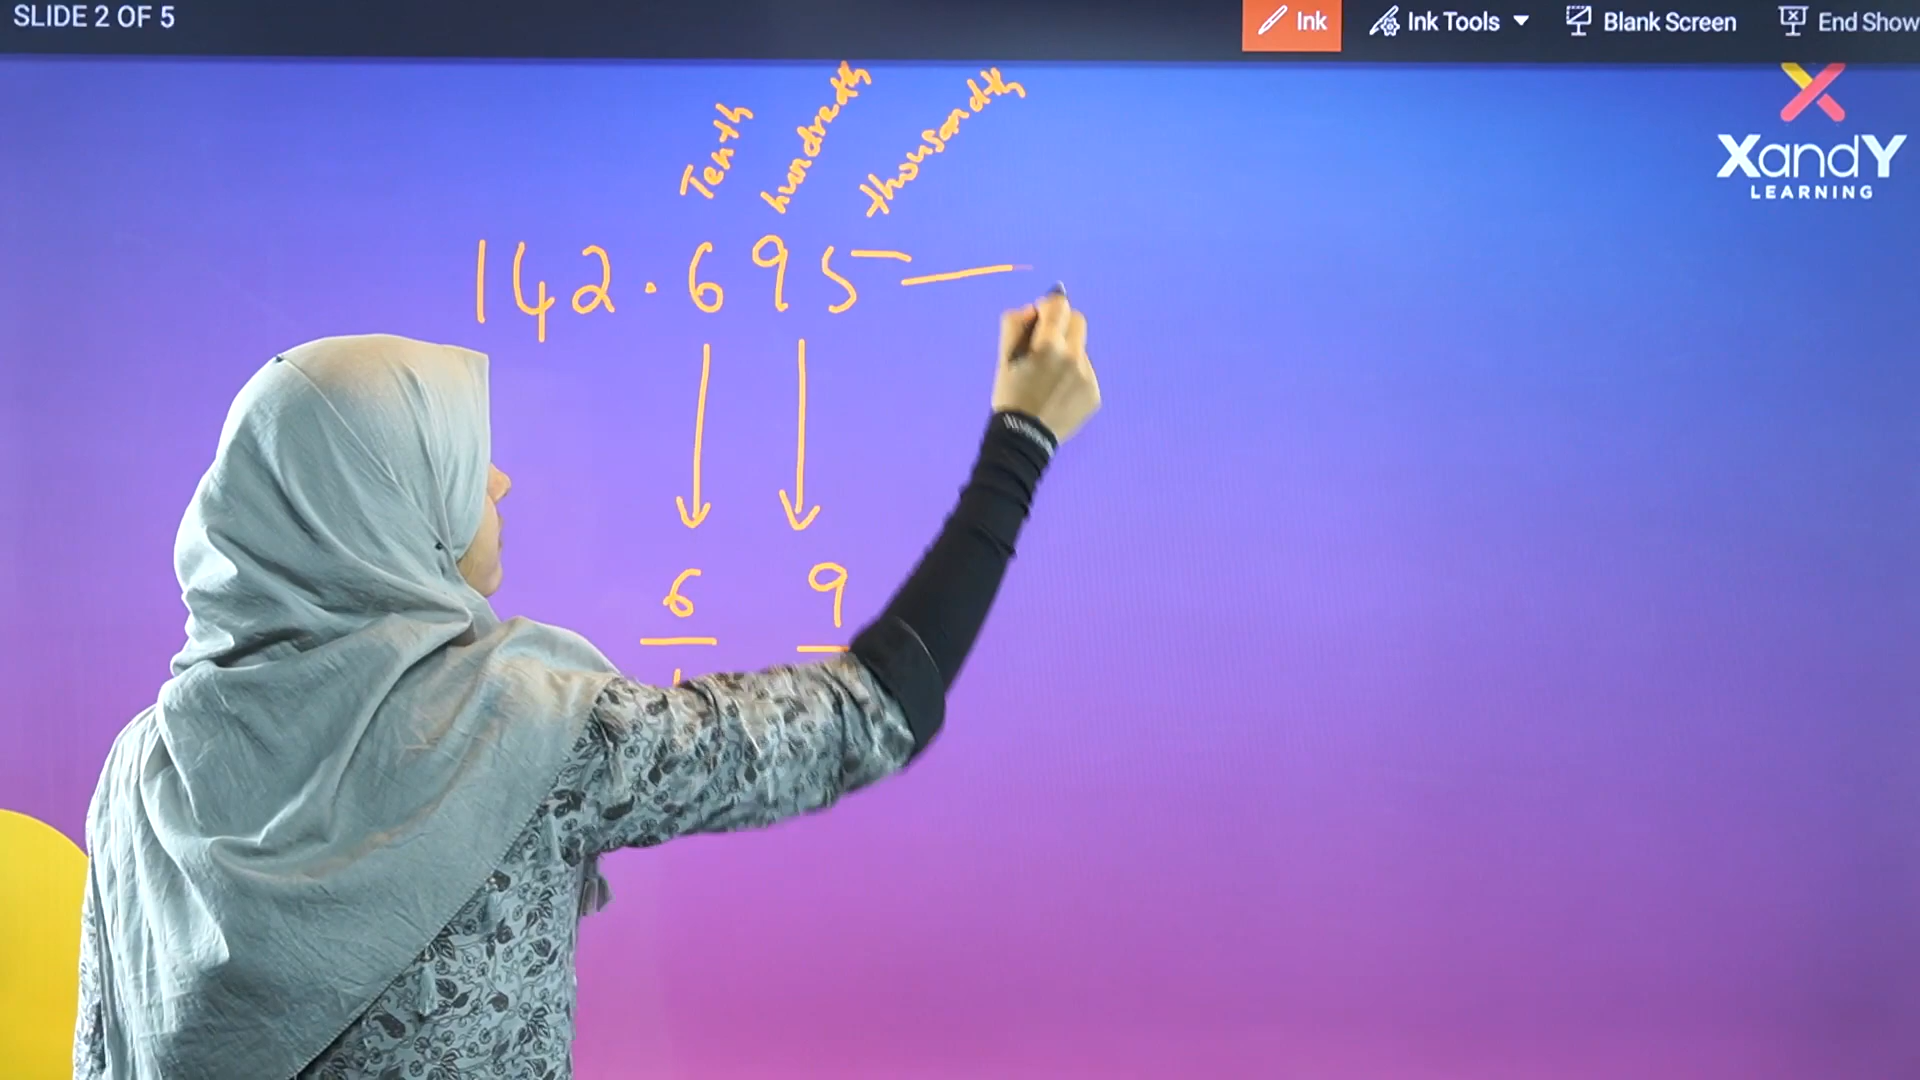 SLIDE 2 OF 5
Ink
Ink Tools
Blank Screen
End Show
XandY
LEARNING
Tenth
hundredth
thousandth
142.695
6
9
1